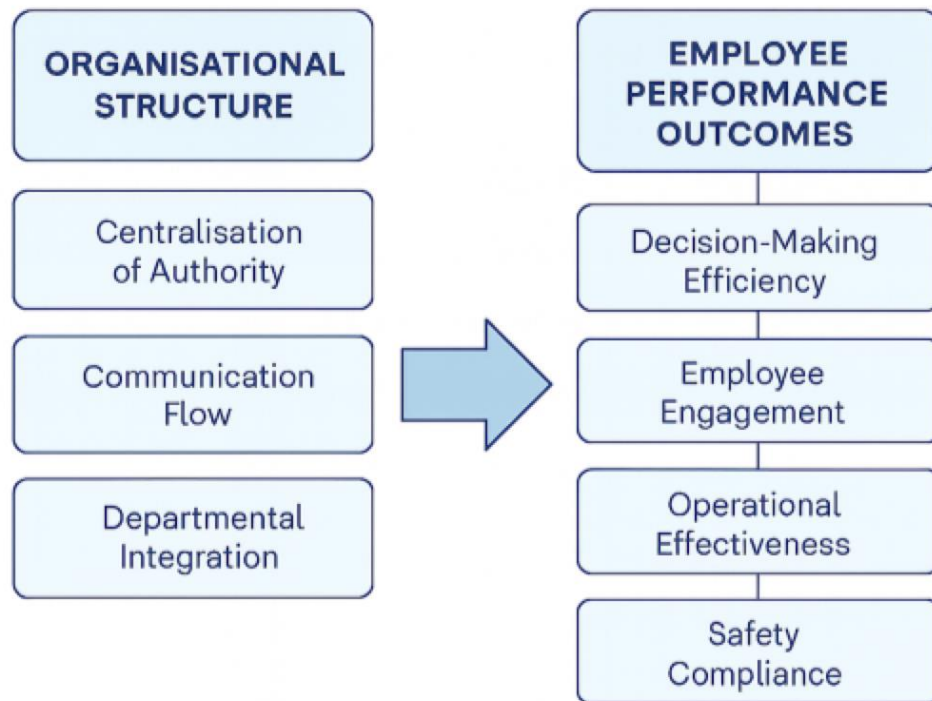 ORGANISATIONAL
STRUCTURE
Centralisation
of Authority
Communication
Flow
Departmental
Integration
EMPLOYEE
PERFORMANCE
OUTCOMES
Decision-Making
Efficiency
Employee
Engagement
Operational
Effectiveness
Safety
Compliance